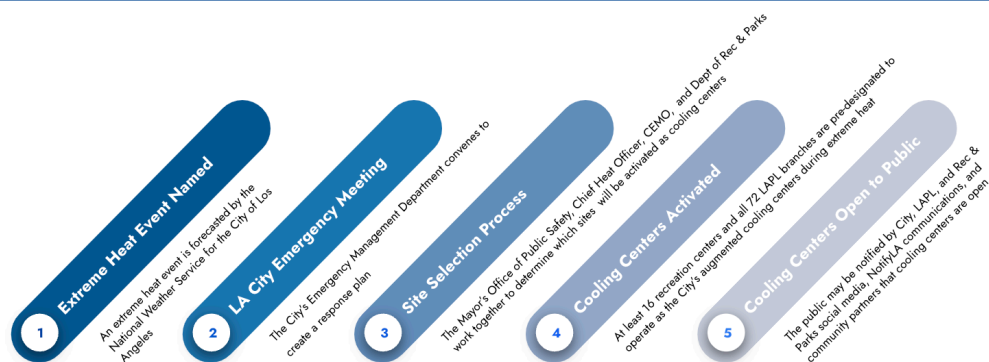 1
Extreme Heat Event Named
An extreme heat event is forecasted by the
National Weather Service for the City of Los
Angeles
2
LA City Emergency Meeting
The City's Emergency Management Department convenes to
create a response plan
3
Site Selection Process
The Mayor's Office of Public Safety, Chief Heat Officer, CEMO, and Dept of Rec & Parks
work together to determine which sites will be activated as cooling centers
4
Cooling Centers Activated
At least 16 recreation centers and all 72 LAPL branches are pre-designated to
operate as the City's augmented cooling centers during extreme heat
5
Cooling Centers Open to Public
The public may be notified by City, LAPL, and Rec &
Parks social media, NotifyLA communications, and
community partners that cooling centers are open